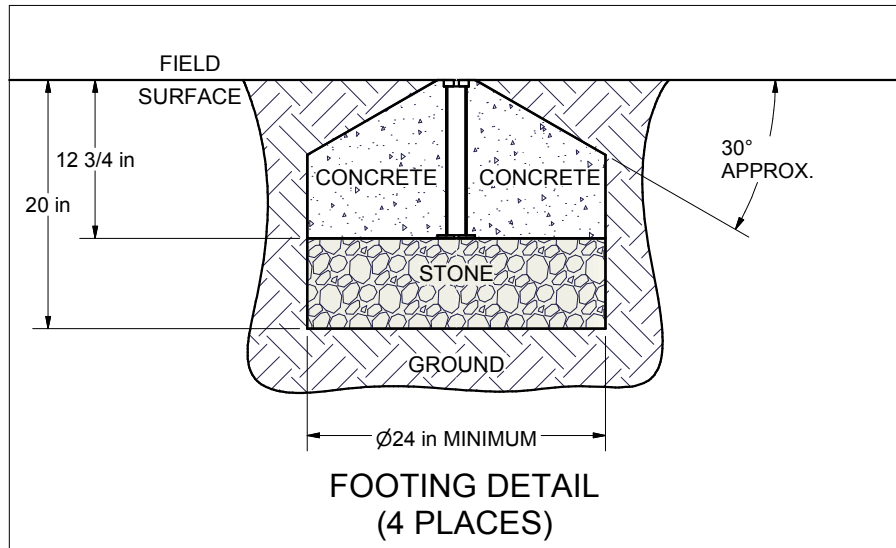 FIELD
SURFACE
12 3/4 in
20 in
CONCRETE
CONCRETE
30°
APPROX.
STONE
GROUND
Ø24 in MINIMUM
FOOTING DETAIL
(4 PLACES)